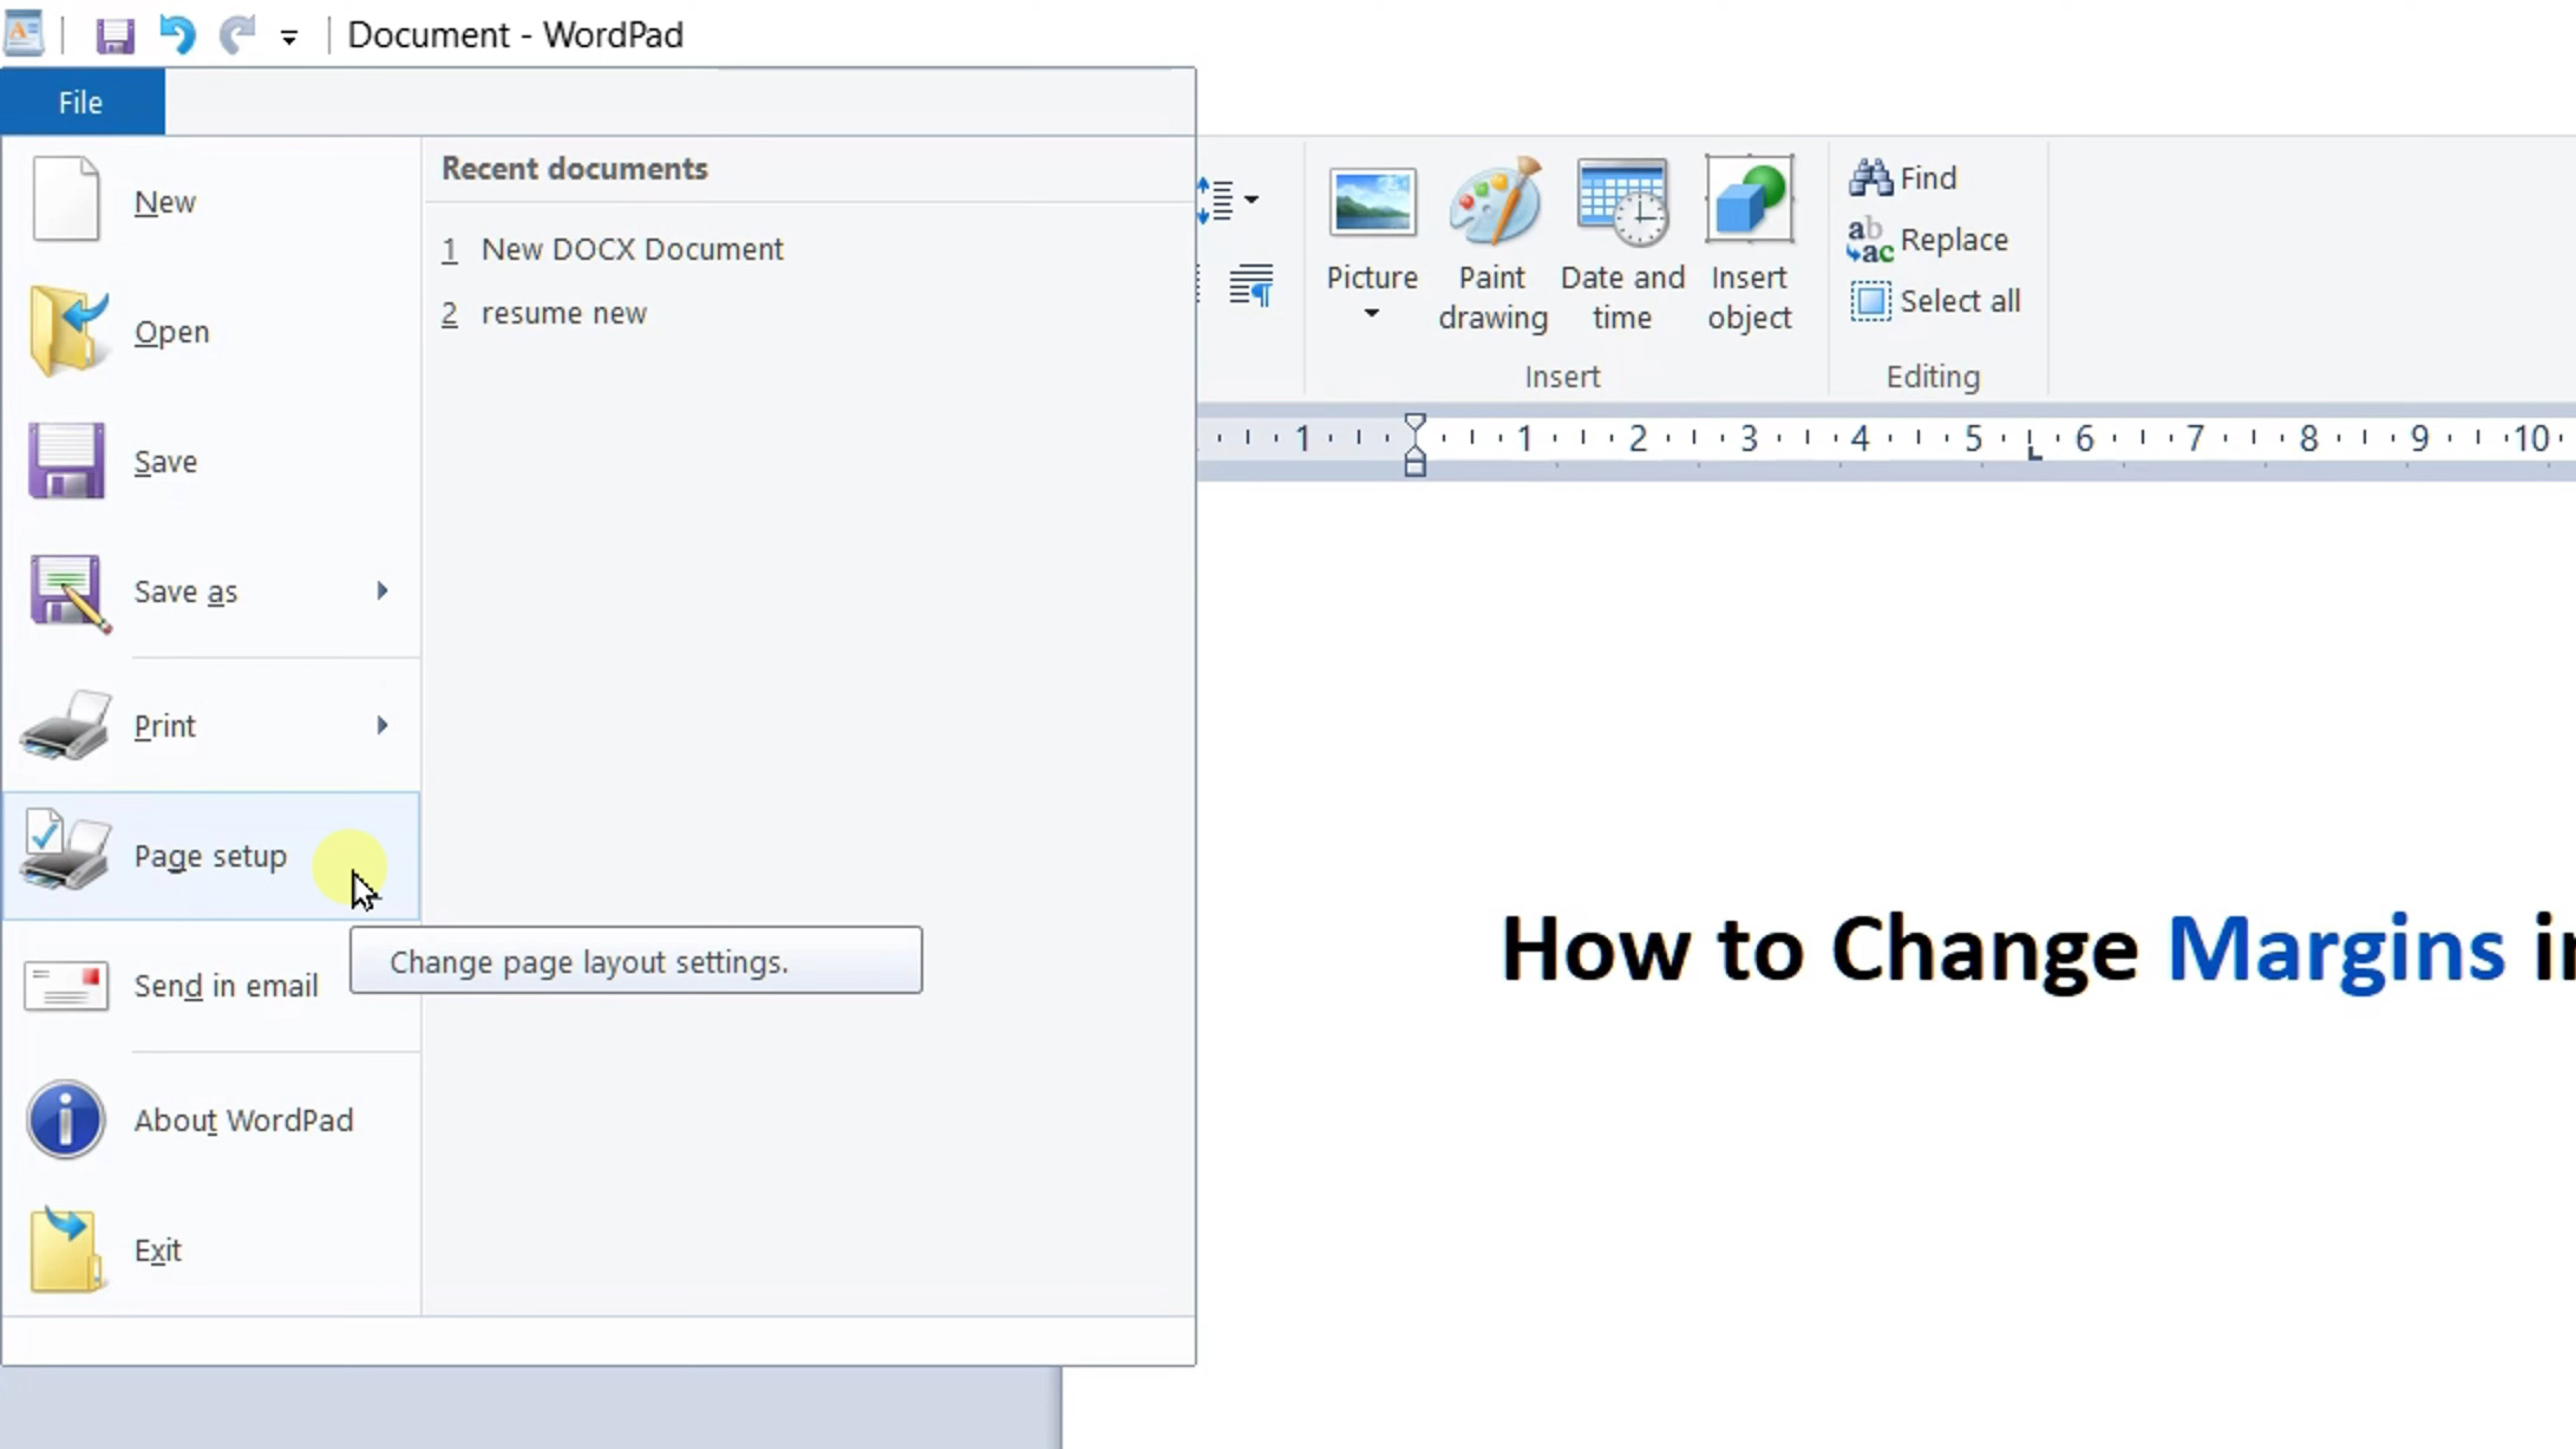 Document - WordPad
File
New
Open
Save
Save as
Print
Page setup
Send in email
About WordPad
Exit
Recent documents
1 New DOCX Document
2 resume new
Change page layout settings.
Picture
Paint drawing
Date and time
Insert object
Insert
Find
ab ac Replace
Select all
Editing
1 1 2 3 4 5 6 7 8 9 10
How to Change Margins